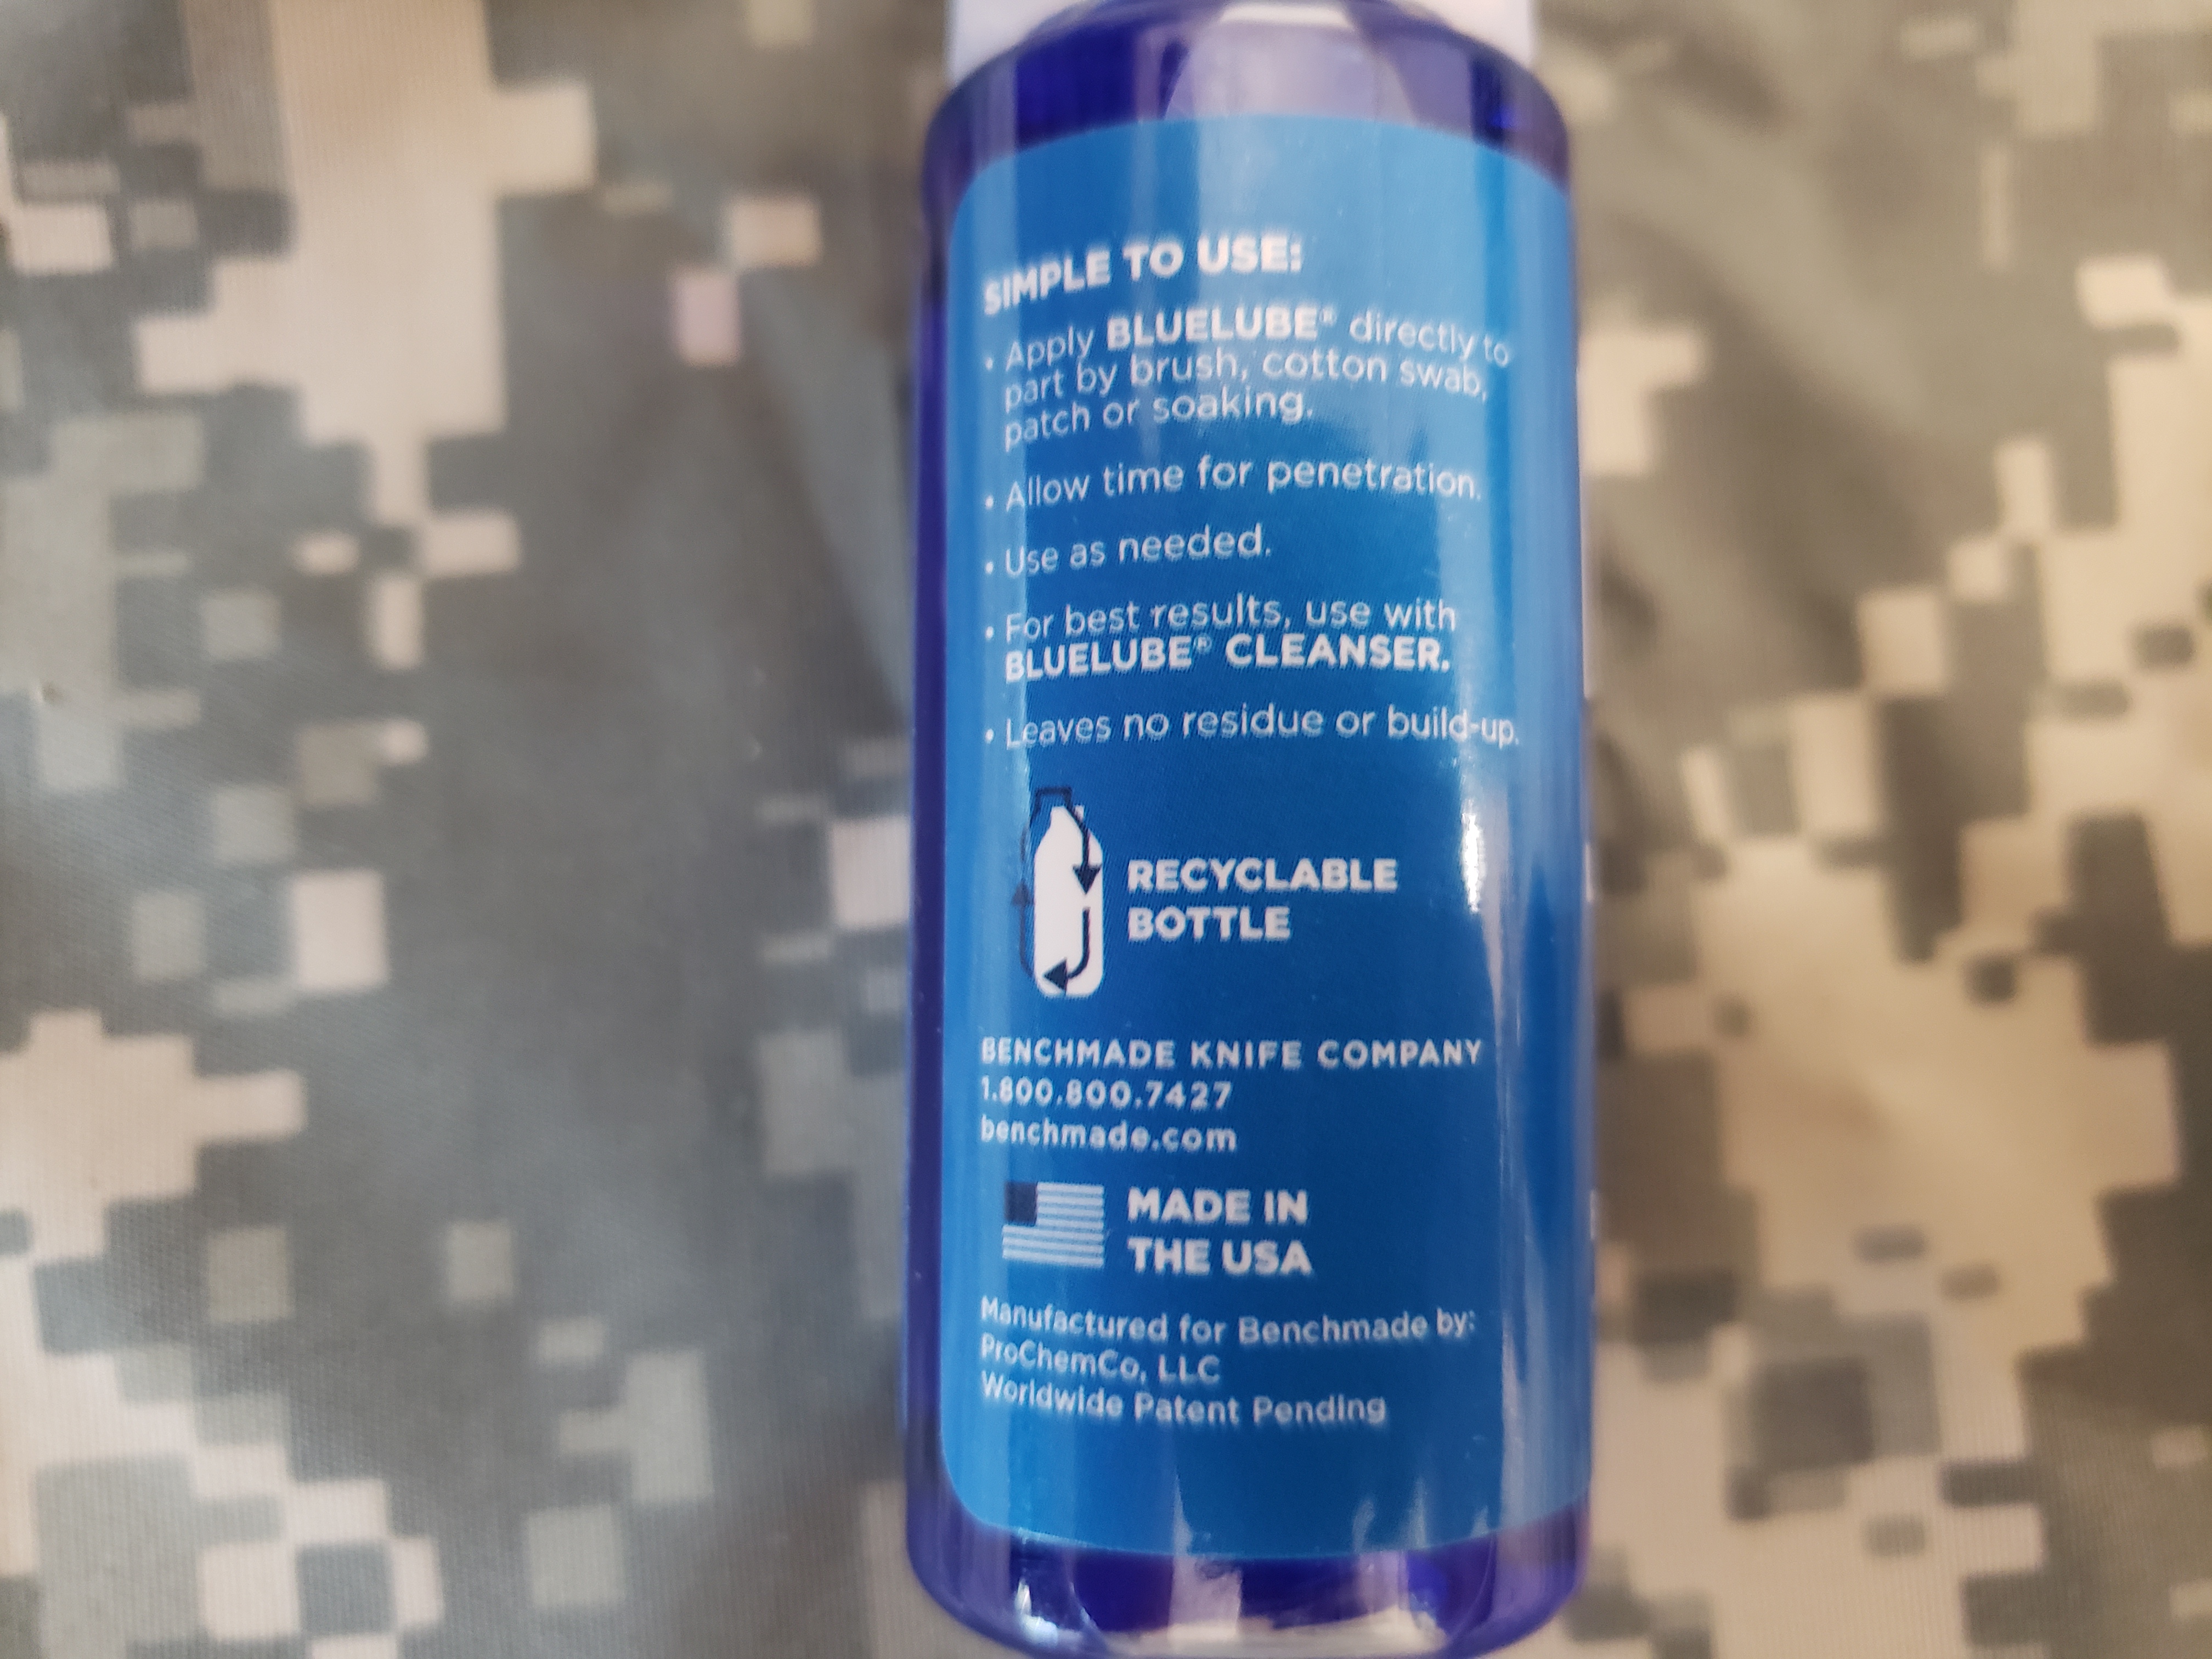 SIMPLE TO USE:
• Apply BLUELUBE® directly to
part by brush, cotton swab,
patch or soaking.
• Allow time for penetration.
• Use as needed.
• For best results, use with
BLUELUBE® CLEANSER.
• Leaves no residue or build-up.
RECYCLABLE
BOTTLE
BENCHMADE KNIFE COMPANY
1.800.800.7427
benchmade.com
MADE IN
THE USA
Manufactured for Benchmade by:
ProChemCo, LLC
Worldwide Patent Pending